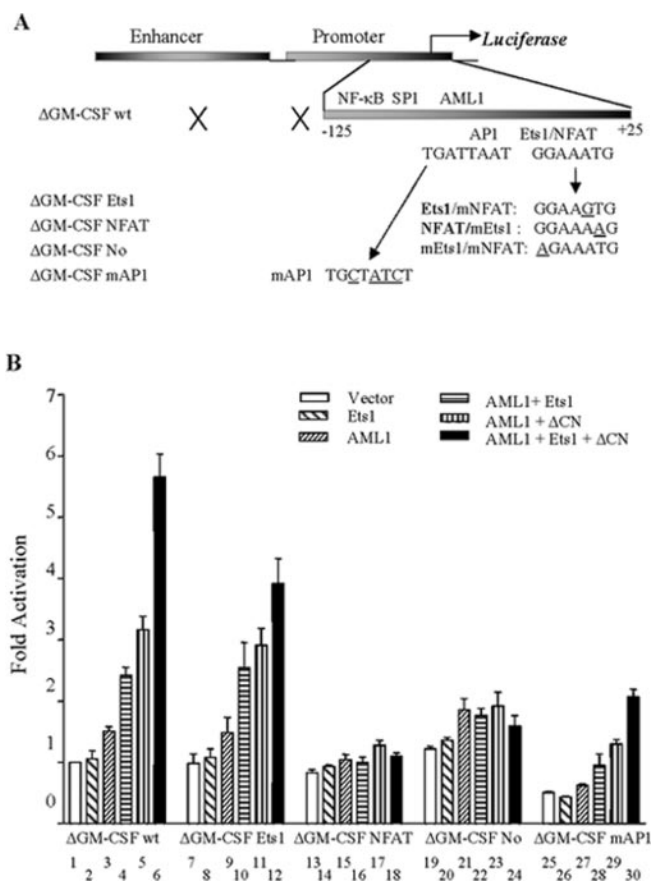 A
Enhancer Promoter Luciferase
NF-κB SP1 AML1
ΔGM-CSF wt X X -125 +25
AP1 Ets1/NFAT
TGATTAAT GGAAATG
ΔGM-CSF Ets1 Ets1/mNFAT: GGAAGTG
ΔGM-CSF NFAT NFAT/mEts1 : GGAAAAG
ΔGM-CSF No mEts1/mNFAT: AGAAATG
ΔGM-CSF mAP1 mAP1 TGCTATCT
B
Vector
Ets1
AML1
AML1+ Ets1
AML1 + ΔCN
AML1 + Ets1 + ΔCN
Fold Activation
7
6
5
4
3
2
1
0
ΔGM-CSF wt ΔGM-CSF Ets1 ΔGM-CSF NFAT ΔGM-CSF No ΔGM-CSF mAP1
1 3 5 7 9 11 13 15 17 19 21 23 25 27 29
2 4 6 8 10 12 14 16 18 20 22 24 26 28 30